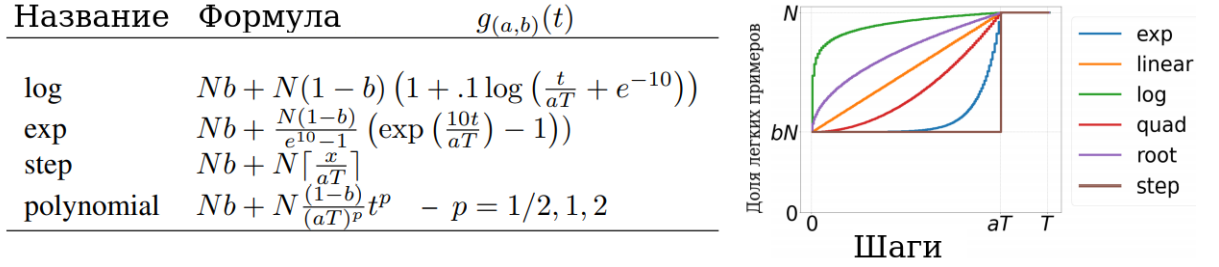 Название Формула g_{(a,b)}(t)
log Nb + N(1 − b) (1 + .1 log (t/aT + e^{−10}))
exp Nb + N(1−b)/e^{10}−1 (exp (10t/aT) − 1))
step Nb + N⌈x/aT⌉
polynomial Nb + N (1−b)/(aT)^p t^p – p = 1/2, 1, 2
Доля легких примеров
N
bN
0
0 aT T
Шаги
exp
linear
log
quad
root
step